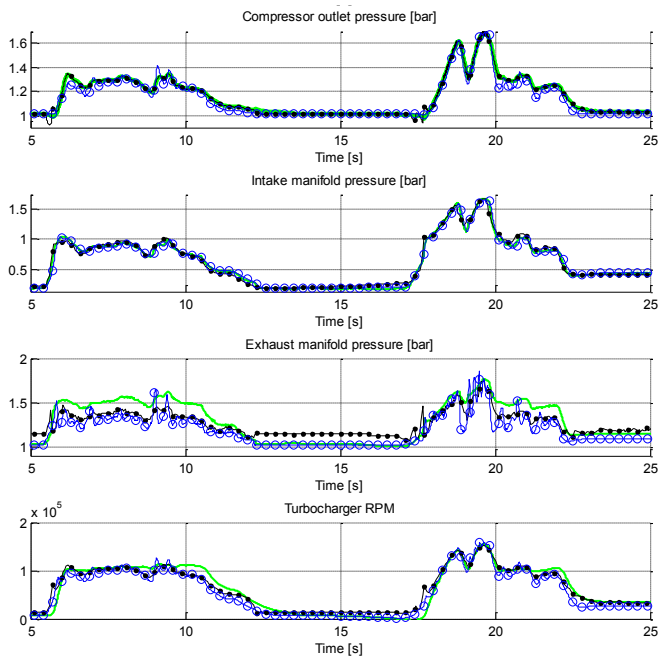 Compressor outlet pressure [bar]
1.6
1.4
1.2
1
5 10 15 20 25
Time [s]
Intake manifold pressure [bar]
1.5
1
0.5
5 10 15 20 25
Time [s]
Exhaust manifold pressure [bar]
2
1.5
1
5 10 15 20 25
Time [s]
Turbocharger RPM
x 10^5
2
1
0
5 10 15 20 25
Time [s]